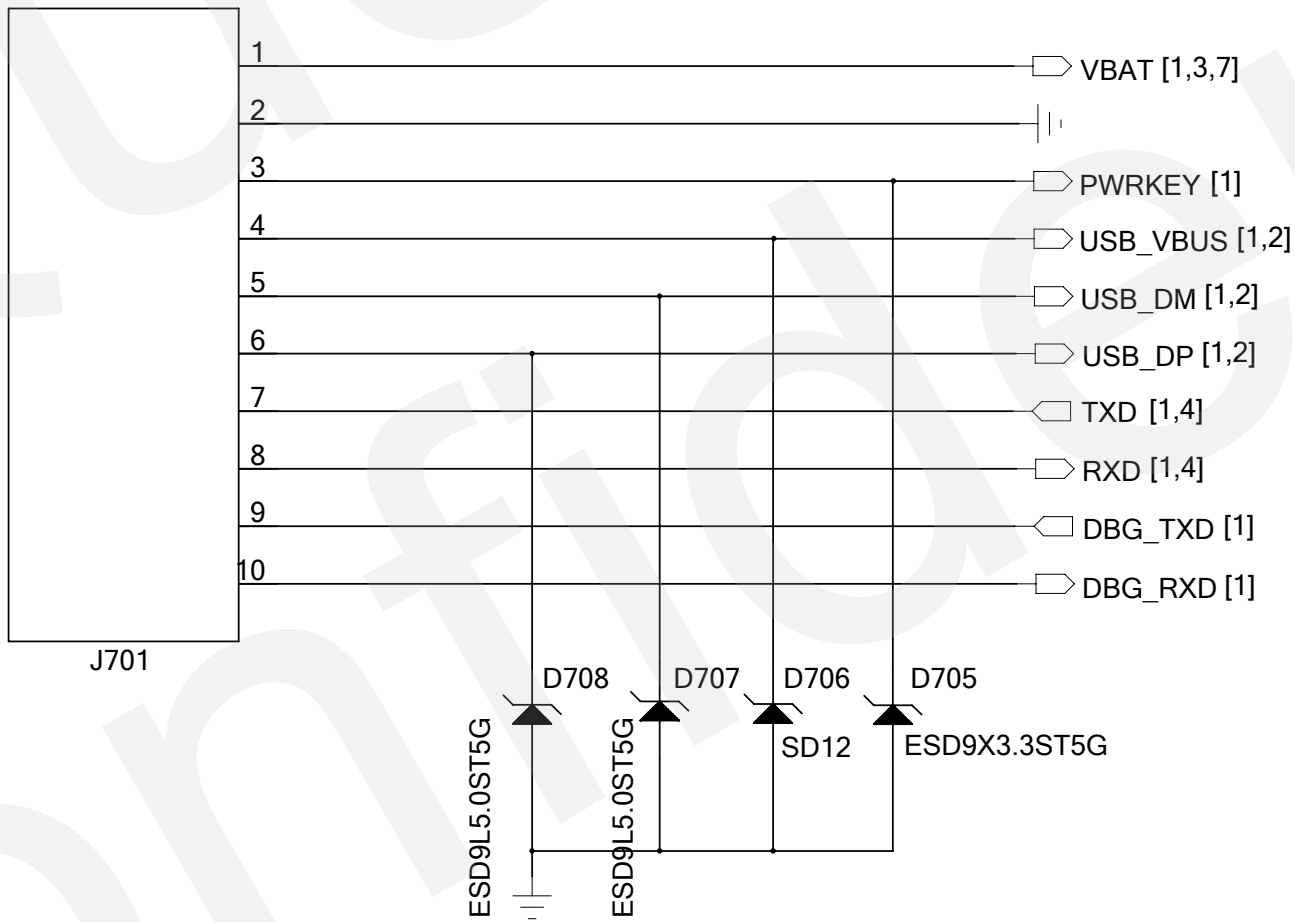 1
VBAT [1,3,7]
2
3
PWRKEY [1]
4
USB_VBUS [1,2]
5
USB_DM [1,2]
6
USB_DP [1,2]
7
TXD [1,4]
8
RXD [1,4]
9
DBG_TXD [1]
10
DBG_RXD [1]
J701
D708
D707
D706
D705
ESD9L5.0ST5G
ESD9L5.0ST5G
SD12
ESD9X3.3ST5G